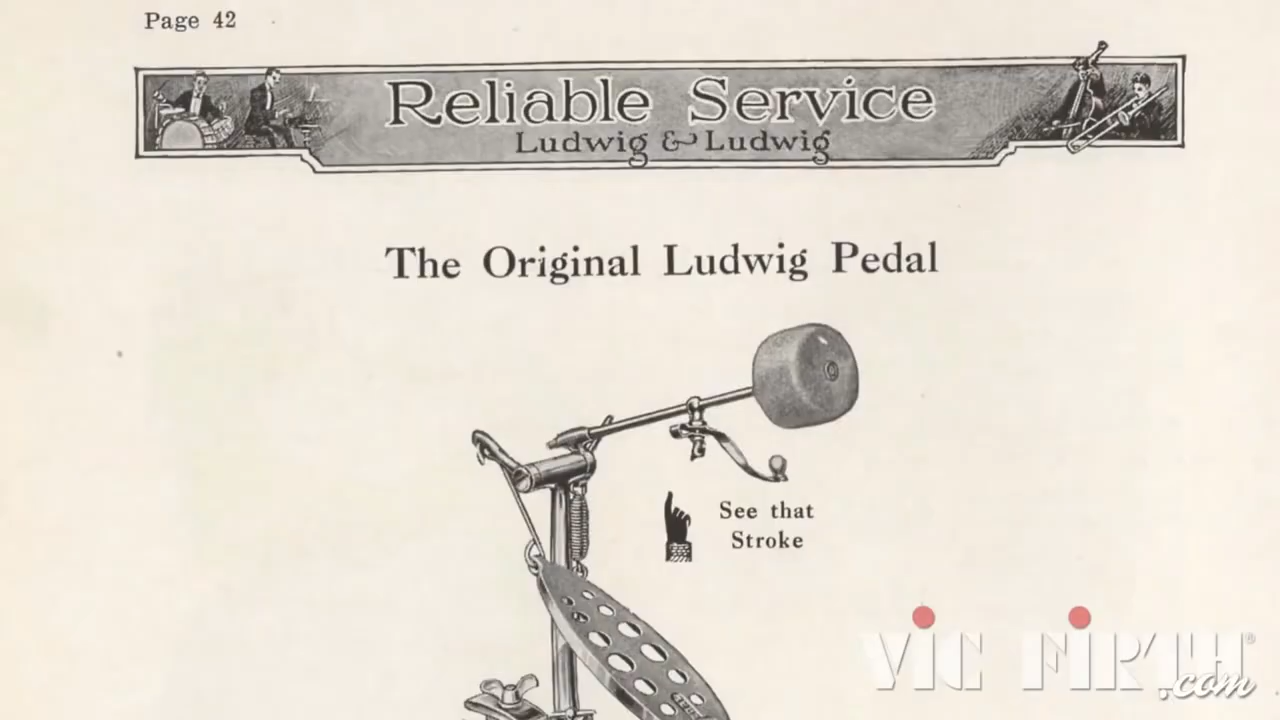 Page 42
Reliable Service
Ludwig & Ludwig
The Original Ludwig Pedal
See that
Stroke
VIC FIRTH®
.com